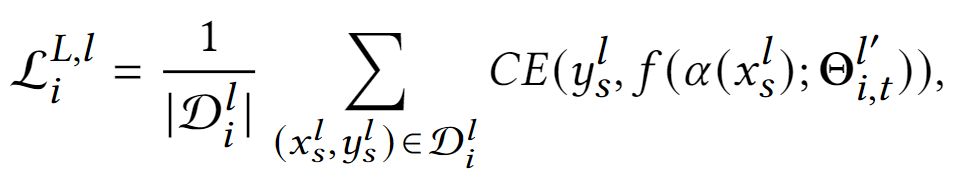 $\mathcal{L}_i^{L,l} = \frac{1}{|\mathcal{D}_i^l|} \sum_{(x_s^l, y_s^l) \in \mathcal{D}_i^l} CE(y_s^l, f(\alpha(x_s^l); \Theta_{i,t}^{l'})),$